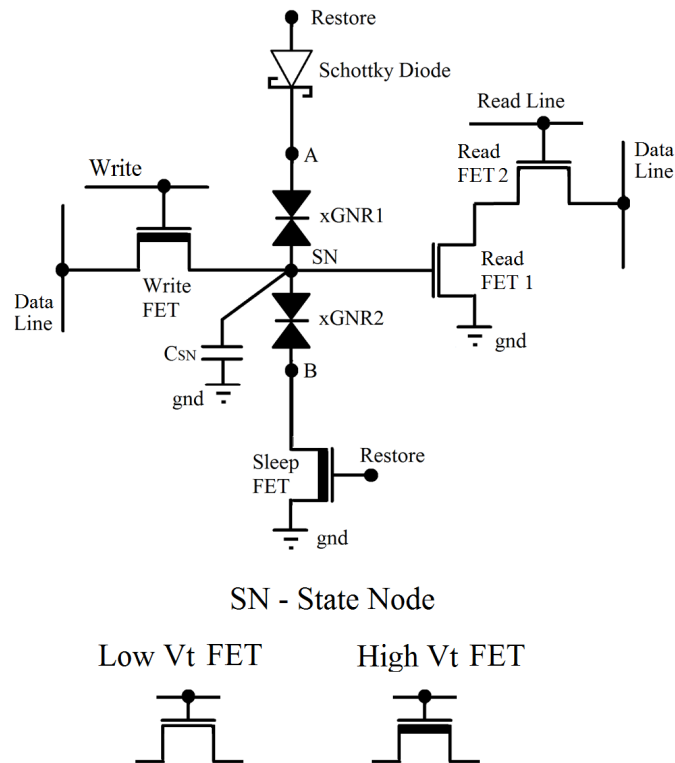 Restore
Schottky Diode
Read Line
A
Read
FET 2
Data
Line
Write
xGNR1
SN
Read
FET 1
Write
FET
Data
Line
xGNR2
CSN
B
gnd
gnd
Sleep
FET
Restore
gnd
SN - State Node
Low Vt FET
High Vt FET